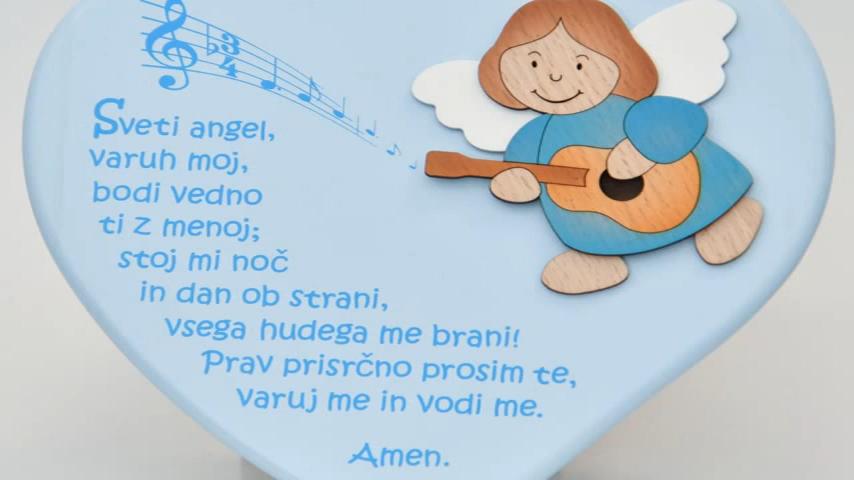 Sveti angel,
varuh moj,
bodi vedno
ti z menoj;
stoj mi noč
in dan ob strani,
vsega hudega me brani!
Prav prisrčno prosim te,
varuj me in vodi me.
Amen.